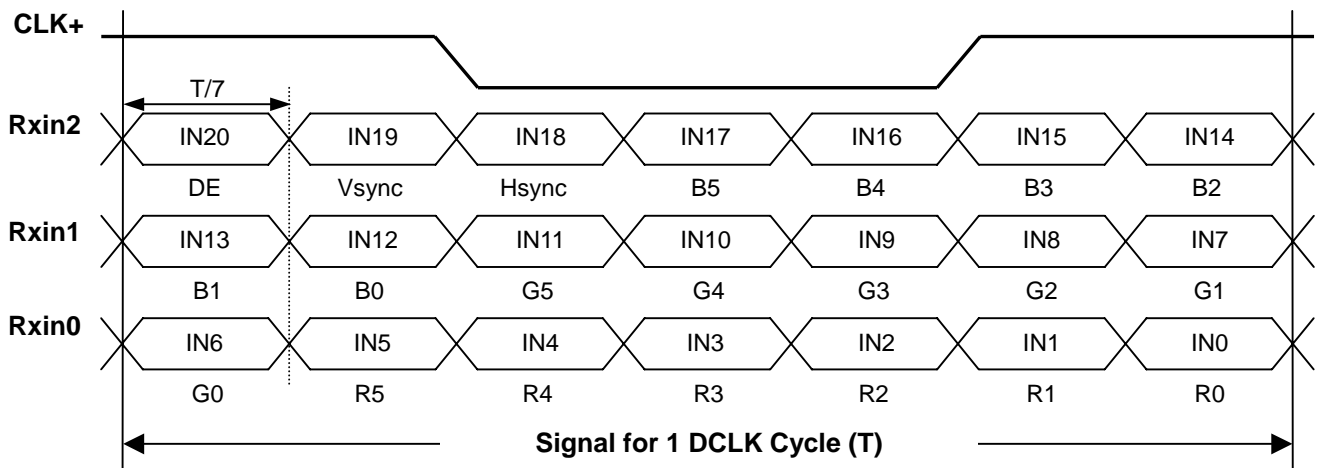 CLK+
T/7
Rxin2
IN20 IN19 IN18 IN17 IN16 IN15 IN14
DE Vsync Hsync B5 B4 B3 B2
Rxin1
IN13 IN12 IN11 IN10 IN9 IN8 IN7
B1 B0 G5 G4 G3 G2 G1
Rxin0
IN6 IN5 IN4 IN3 IN2 IN1 IN0
G0 R5 R4 R3 R2 R1 R0
Signal for 1 DCLK Cycle (T)